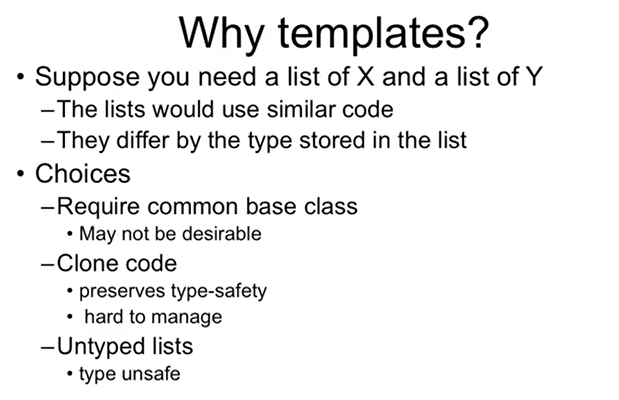 Why templates?
• Suppose you need a list of X and a list of Y
–The lists would use similar code
–They differ by the type stored in the list
• Choices
–Require common base class
• May not be desirable
–Clone code
• preserves type-safety
• hard to manage
–Untyped lists
• type unsafe